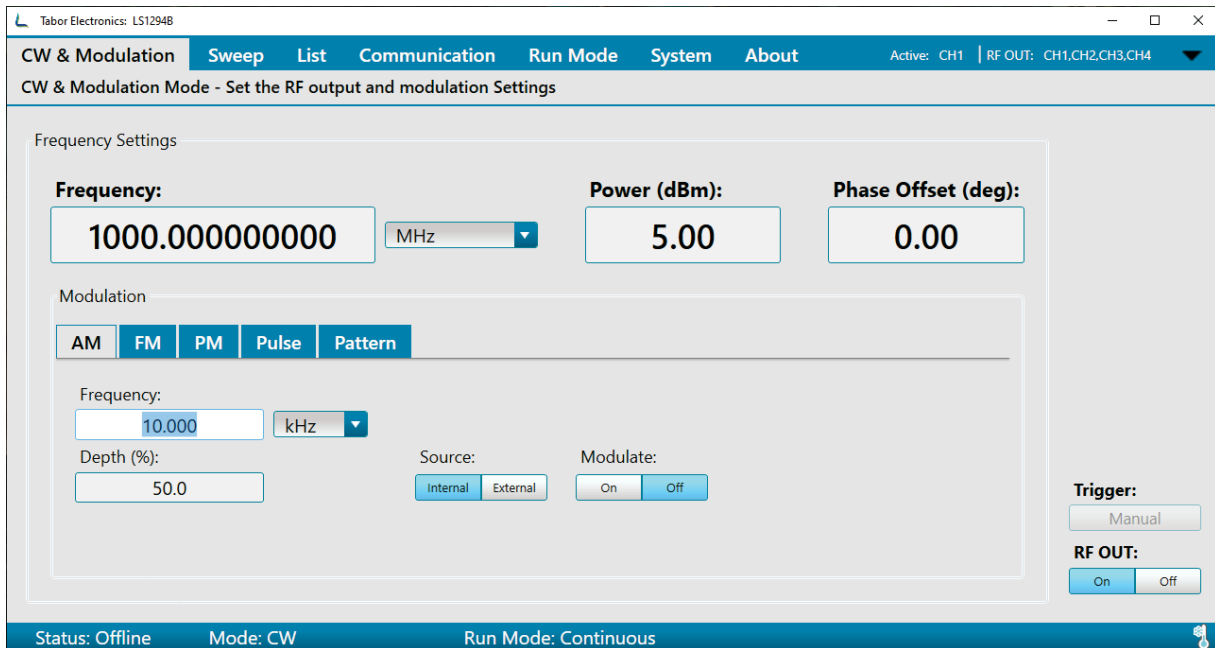 Tabor Electronics: LS1294B
CW & Modulation Sweep List Communication Run Mode System About Active: CH1 RF OUT: CH1,CH2,CH3,CH4
CW & Modulation Mode - Set the RF output and modulation Settings
Frequency Settings
Frequency: Power (dBm): Phase Offset (deg):
1000.000000000 MHz 5.00 0.00
Modulation
AM FM PM Pulse Pattern
Frequency:
10.000 kHz
Depth (%): Source: Modulate:
50.0 Internal External On Off
Trigger:
Manual
RF OUT:
On Off
Status: Offline Mode: CW Run Mode: Continuous